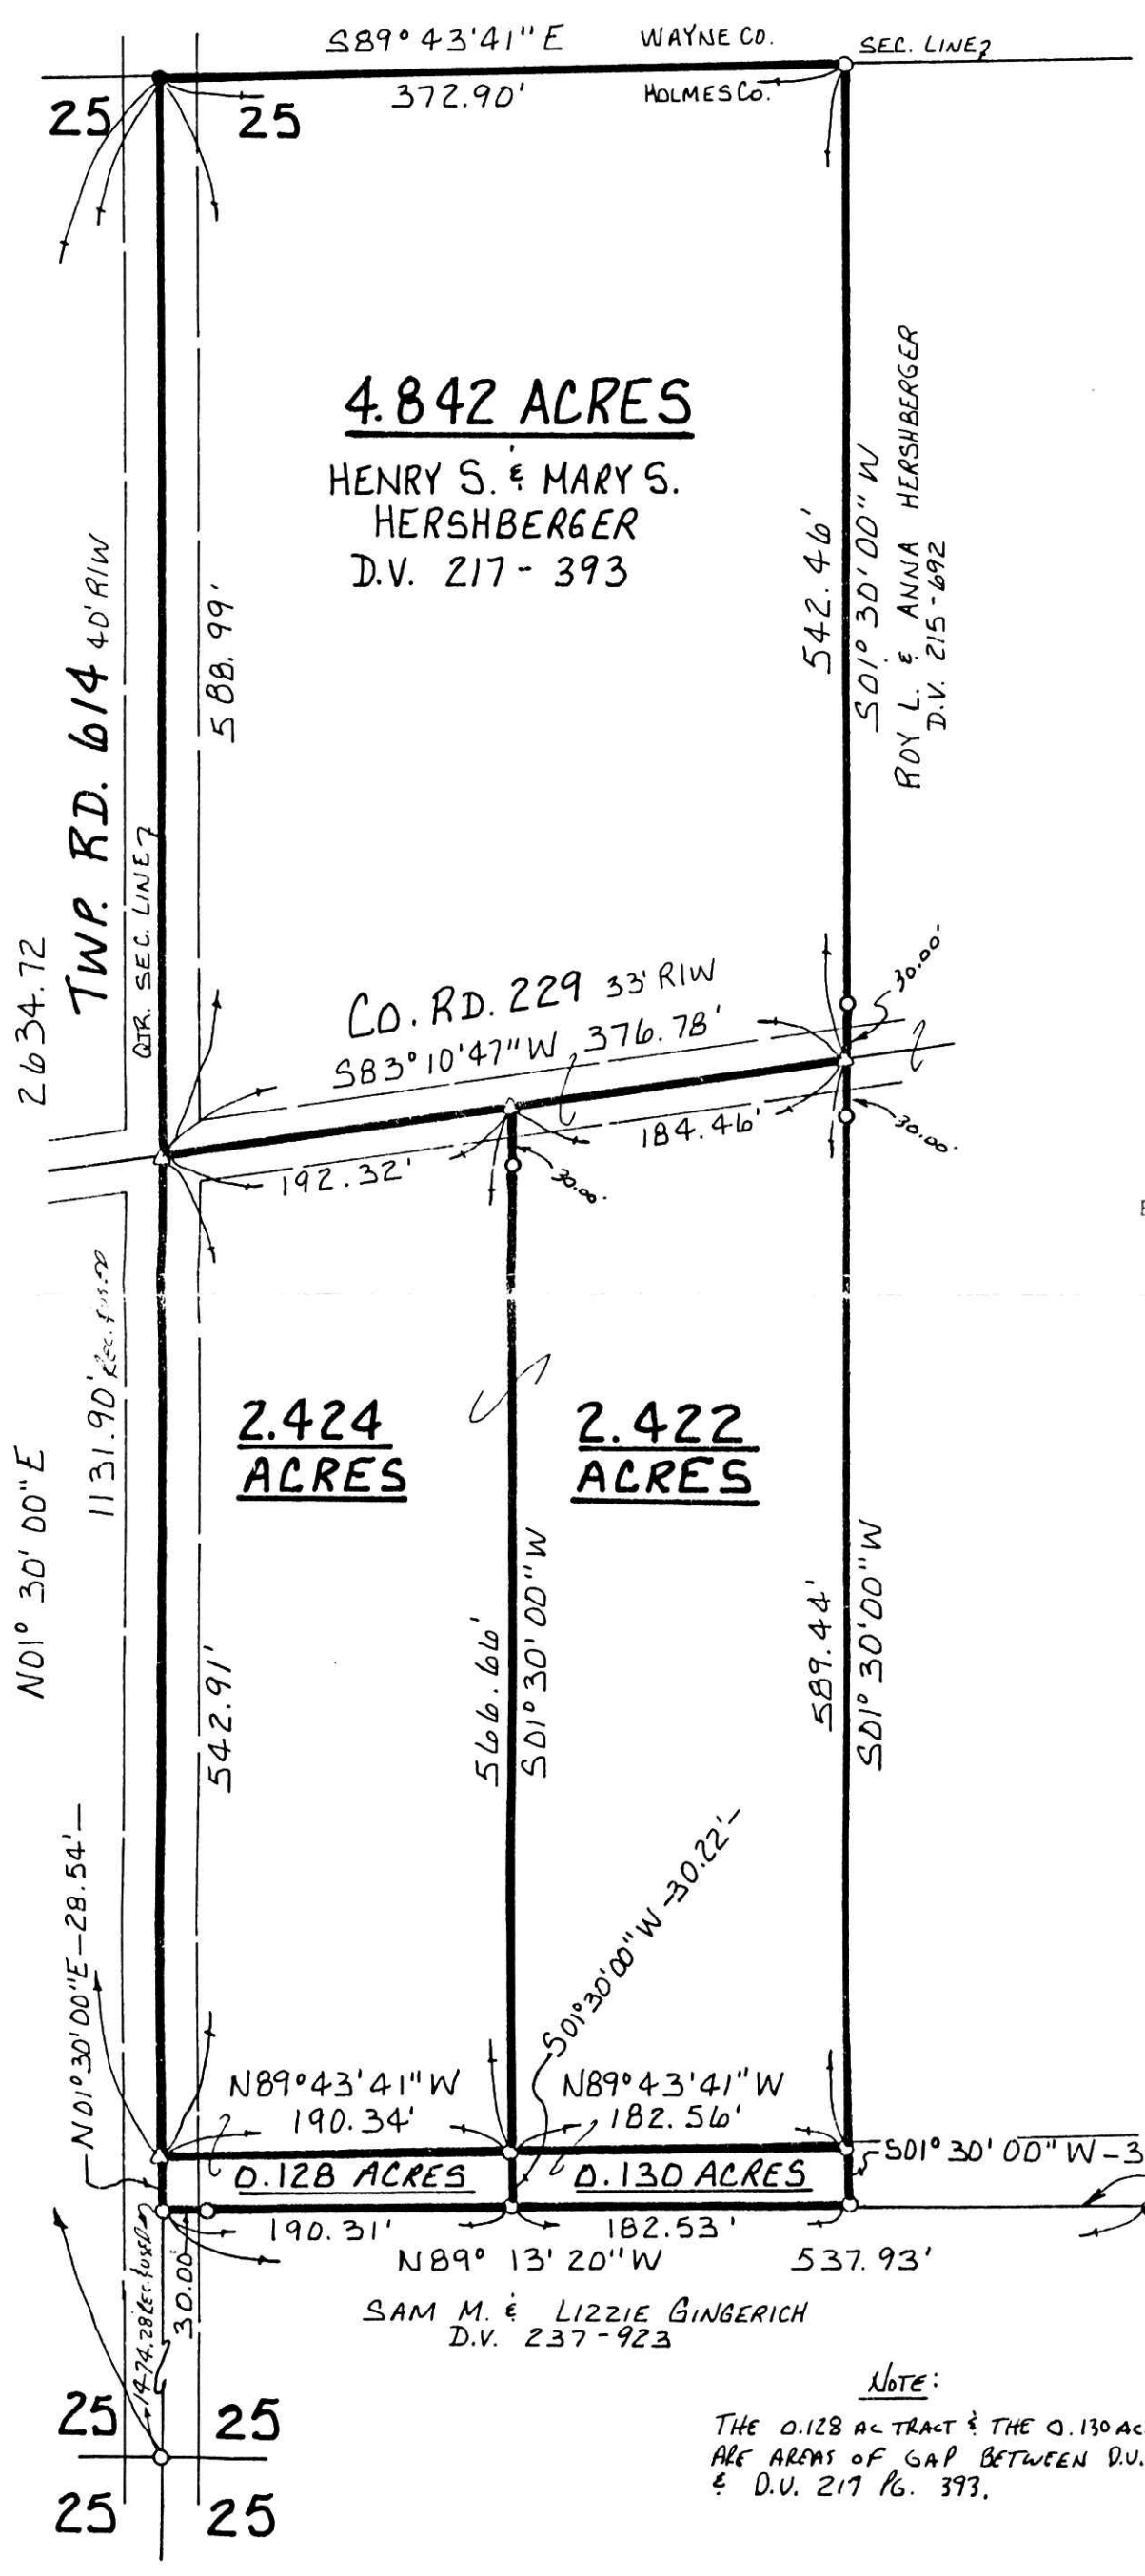 S89° 43'41" E WAYNE CO. SEC. LINE
372.90' HOLMES CO.
25 25
4.842 ACRES
HENRY S. & MARY S.
HERSHBERGER
D.V. 217 - 393
588.99'
TWP. RD. 614 40' R/W
QTR. SEC. LINE
2634.72
542.46'
S01° 30' 00" W
ROY L. & ANNA HERSHBERGER
D.V. 215-692
30.00'
CO. RD. 229 33' R/W
S83° 10'47" W 376.78'
184.46'
192.32'
30.00'
30.00'
1131.90' Rec.
N01° 30' 00" E
2.424
ACRES
2.422
ACRES
542.91'
566.66'
S01° 30' 00" W
589.44'
S01° 30' 00" W
N01° 30' 00" E - 28.54'
S01° 30' 00" W - 30.22'
N89° 43' 41" W
190.34'
N89° 43' 41" W
182.56'
0.128 ACRES
0.130 ACRES
S01° 30' 00" W - 3
190.31'
182.53'
N89° 13' 20" W 537.93'
1474.28 Rec.
30.00'
SAM M. & LIZZIE GINGERICH
D.V. 237-923
25 25
25 25
NOTE:
THE 0.128 AC TRACT & THE 0.130 AC
ARE AREAS OF GAP BETWEEN D.V.
& D.V. 217 PG. 393.